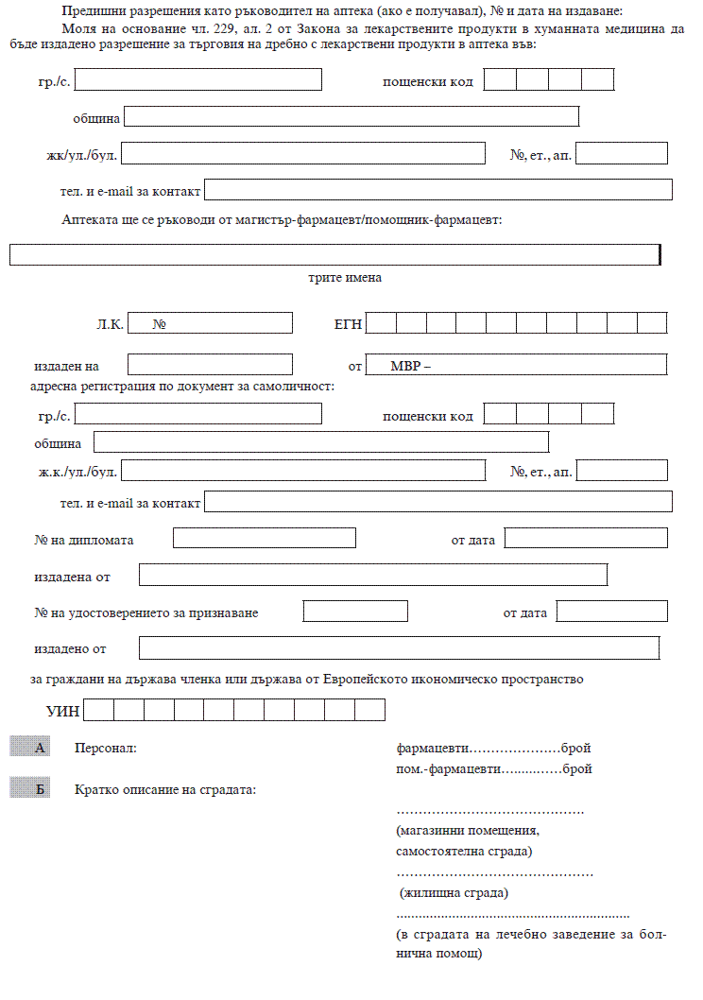 Предишни разрешения като ръководител на аптека (ако е получавал), № и дата на издаване:
Моля на основание чл. 229, ал. 2 от Закона за лекарствените продукти в хуманната медицина да
бъде издадено разрешение за търговия на дребно с лекарствени продукти в аптека във:
гр./с. пощенски код
община
жк/ул./бул. №, ет., ап.
тел. и e-mail за контакт
Аптеката ще се ръководи от магистър-фармацевт/помощник-фармацевт:
трите имена
Л.К. № ЕГН
издаден на от МВР –
адресна регистрация по документ за самоличност:
гр./с. пощенски код
община
ж.к./ул./бул. №, ет., ап.
тел. и e-mail за контакт
№ на дипломата от дата
издадена от
№ на удостоверението за признаване от дата
издадено от
за граждани на държава членка или държава от Европейското икономическо пространство
УИН
А Персонал: фармацевти…………………брой
пом.-фармацевти…......……брой
Б Кратко описание на сградата:
…………………………………….
(магазинни помещения,
самостоятелна сграда)
………………………………………
(жилищна сграда)
...............................................................
(в сградата на лечебно заведение за бол-
нична помощ)